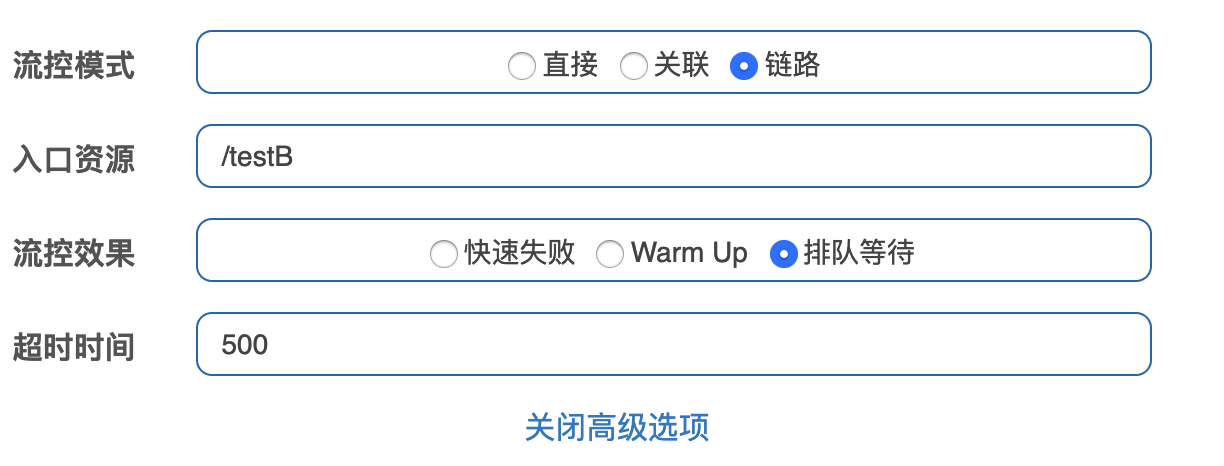 流控模式 直接 关联 链路
入口资源 /testB
流控效果 快速失败 Warm Up 排队等待
超时时间 500
关闭高级选项